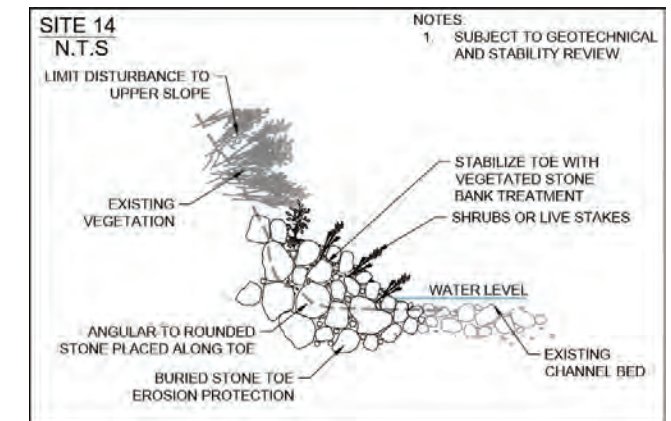 SITE 14
N.T.S
NOTES:
1. SUBJECT TO GEOTECHNICAL
AND STABILITY REVIEW
LIMIT DISTURBANCE TO
UPPER SLOPE
EXISTING
VEGETATION
STABILIZE TOE WITH
VEGETATED STONE
BANK TREATMENT
SHRUBS OR LIVE STAKES
WATER LEVEL
ANGULAR TO ROUNDED
STONE PLACED ALONG TOE
BURIED STONE TOE
EROSION PROTECTION
EXISTING
CHANNEL BED